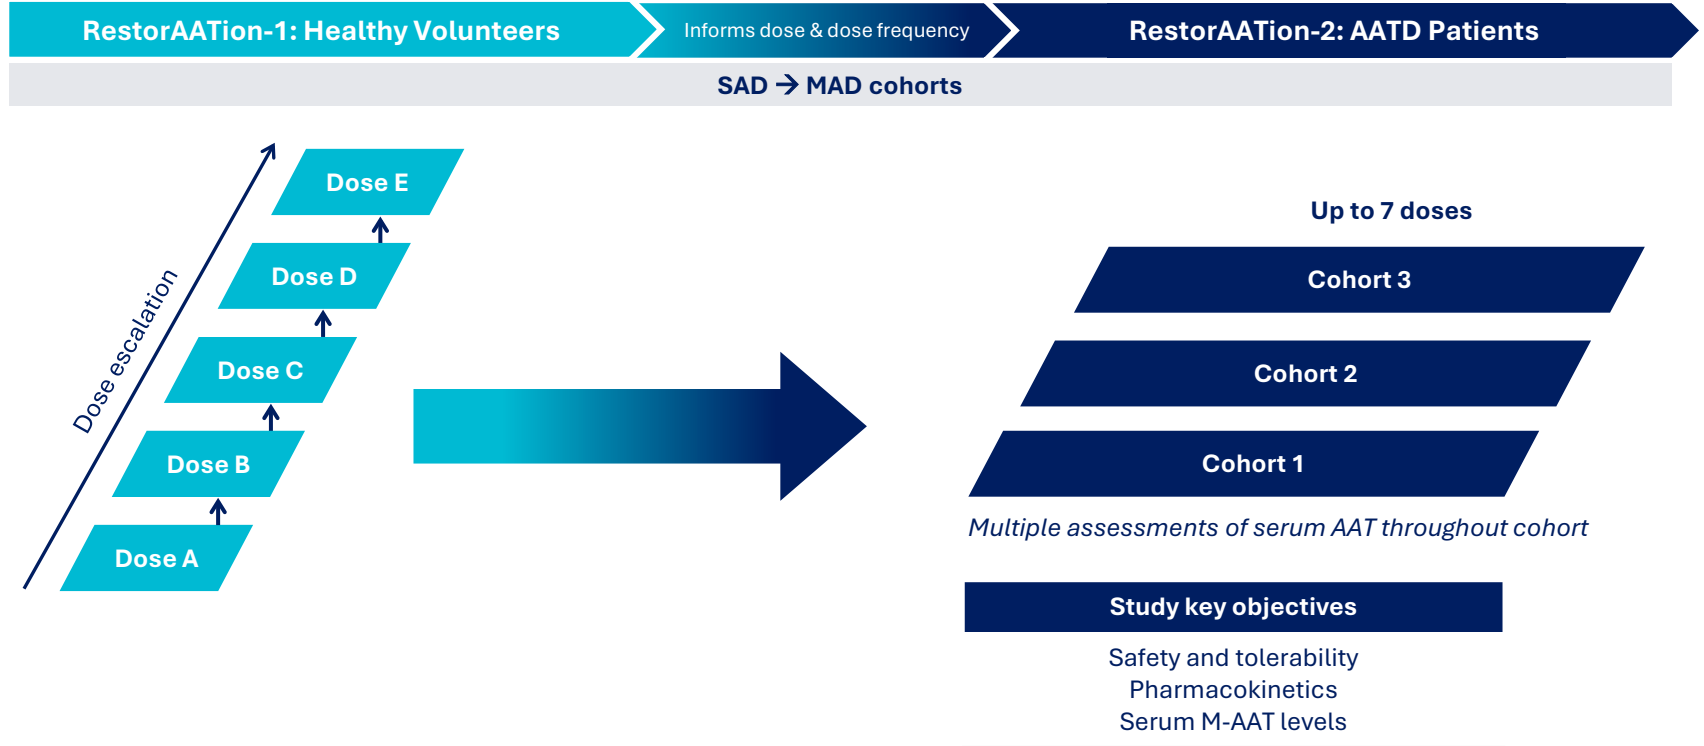 RestorAATion-1: Healthy Volunteers
Informs dose & dose frequency
RestorAATion-2: AATD Patients
SAD → MAD cohorts
Dose escalation
Dose E
Dose D
Dose C
Dose B
Dose A
Up to 7 doses
Cohort 3
Cohort 2
Cohort 1
Multiple assessments of serum AAT throughout cohort
Study key objectives
Safety and tolerability
Pharmacokinetics
Serum M-AAT levels